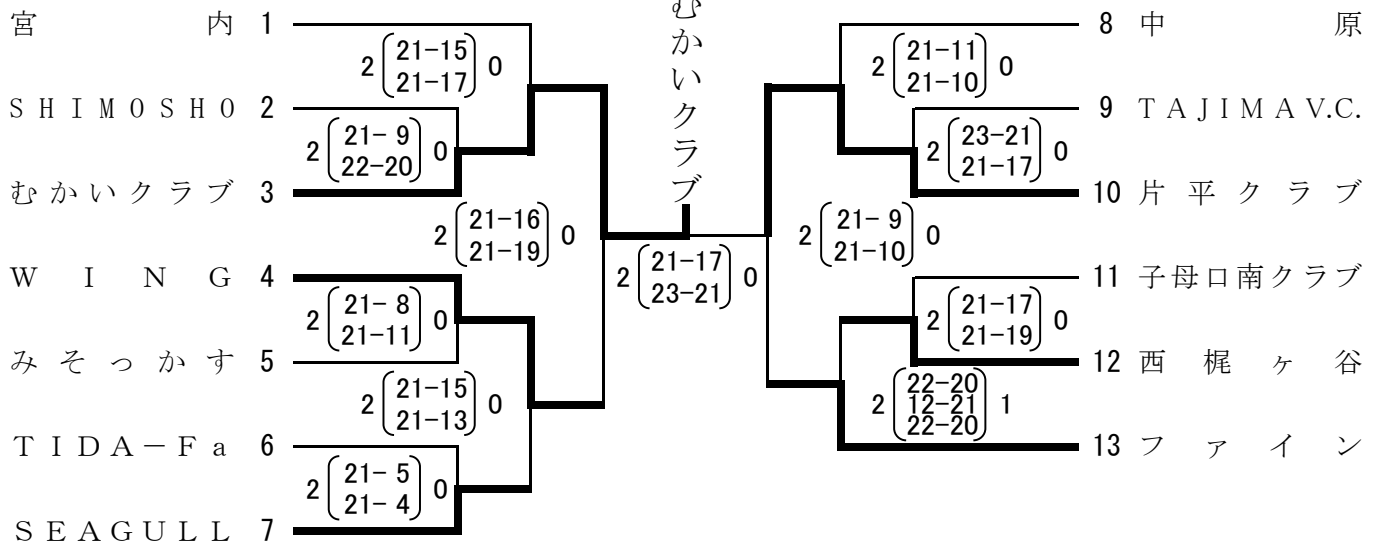 むかいクラブ
宮内 1
2 21-15 0
21-17
SHIMOSHO 2
2 21- 9 0
22-20
むかいクラブ 3
2 21-16 0
21-19
WING 4
2 21- 8 0
21-11
みそっかす 5
2 21-15 0
21-13
TIDA-Fa 6
2 21- 5 0
21- 4
SEAGULL 7
2 21-17 0
23-21
8 中原
2 21-11 0
21-10
9 TAJIMAV.C.
2 23-21 0
21-17
10 片平クラブ
2 21- 9 0
21-10
11 子母口南クラブ
2 21-17 0
21-19
12 西梶ヶ谷
2 22-20 1
12-21
22-20
13 ファイン